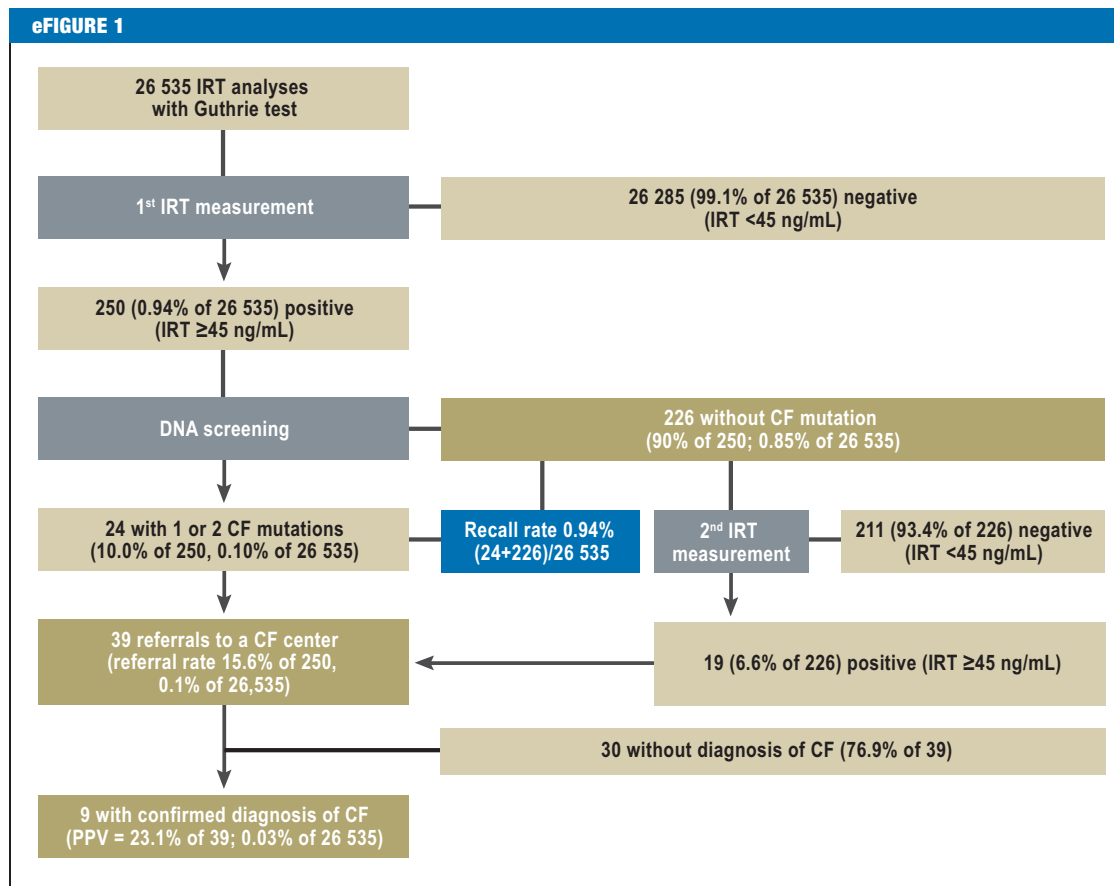 eFIGURE 1
26 535 IRT analyses
with Guthrie test
1st IRT measurement
26 285 (99.1% of 26 535) negative
(IRT <45 ng/mL)
250 (0.94% of 26 535) positive
(IRT ≥45 ng/mL)
DNA screening
226 without CF mutation
(90% of 250; 0.85% of 26 535)
24 with 1 or 2 CF mutations
(10.0% of 250, 0.10% of 26 535)
Recall rate 0.94%
(24+226)/26 535
2nd IRT
measurement
211 (93.4% of 226) negative
(IRT <45 ng/mL)
39 referrals to a CF center
(referral rate 15.6% of 250,
0.1% of 26,535)
19 (6.6% of 226) positive (IRT ≥45 ng/mL)
30 without diagnosis of CF (76.9% of 39)
9 with confirmed diagnosis of CF
(PPV = 23.1% of 39; 0.03% of 26 535)